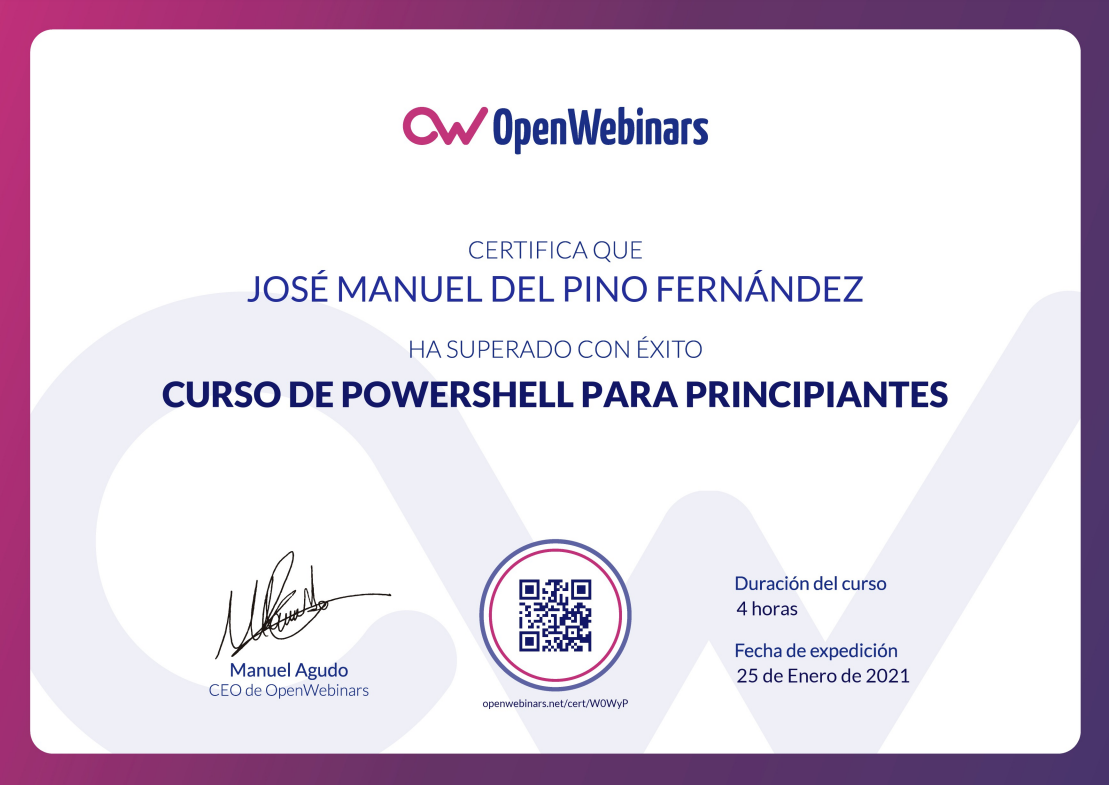 OpenWebinars
CERTIFICA QUE
JOSÉ MANUEL DEL PINO FERNÁNDEZ
HA SUPERADO CON ÉXITO
CURSO DE POWERSHELL PARA PRINCIPIANTES
Manuel Agudo
CEO de OpenWebinars
openwebinars.net/cert/W0WyP
Duración del curso
4 horas
Fecha de expedición
25 de Enero de 2021